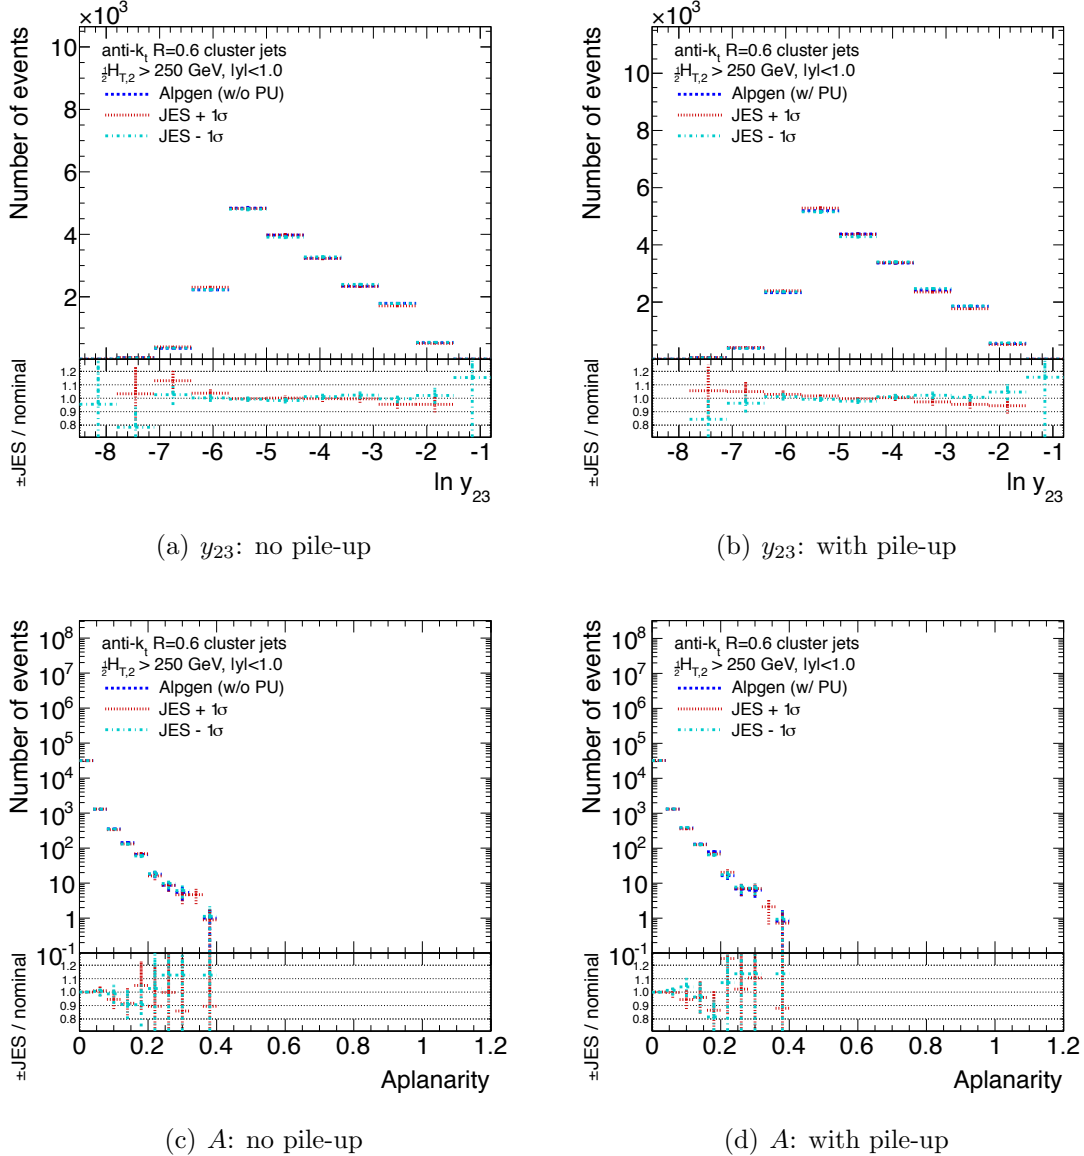 ×10³
Number of events
10
8
6
4
2
anti-kt R=0.6 cluster jets
½HT,2 > 250 GeV, |y|<1.0
Alpgen (w/o PU)
JES + 1σ
JES - 1σ
±JES / nominal
1.2
1.1
1.0
0.9
0.8
-8 -7 -6 -5 -4 -3 -2 -1
ln y23
(a) y23: no pile-up
×10³
Number of events
10
8
6
4
2
anti-kt R=0.6 cluster jets
½HT,2 > 250 GeV, |y|<1.0
Alpgen (w/ PU)
JES + 1σ
JES - 1σ
±JES / nominal
1.2
1.1
1.0
0.9
0.8
-8 -7 -6 -5 -4 -3 -2 -1
ln y23
(b) y23: with pile-up
Number of events
10⁸
10⁷
10⁶
10⁵
10⁴
10³
10²
10
1
10⁻¹
anti-kt R=0.6 cluster jets
½HT,2 > 250 GeV, |y|<1.0
Alpgen (w/o PU)
JES + 1σ
JES - 1σ
±JES / nominal
1.2
1.1
1.0
0.9
0.8
0 0.2 0.4 0.6 0.8 1 1.2
Aplanarity
(c) A: no pile-up
Number of events
10⁸
10⁷
10⁶
10⁵
10⁴
10³
10²
10
1
10⁻¹
anti-kt R=0.6 cluster jets
½HT,2 > 250 GeV, |y|<1.0
Alpgen (w/ PU)
JES + 1σ
JES - 1σ
±JES / nominal
1.2
1.1
1.0
0.9
0.8
0 0.2 0.4 0.6 0.8 1 1.2
Aplanarity
(d) A: with pile-up